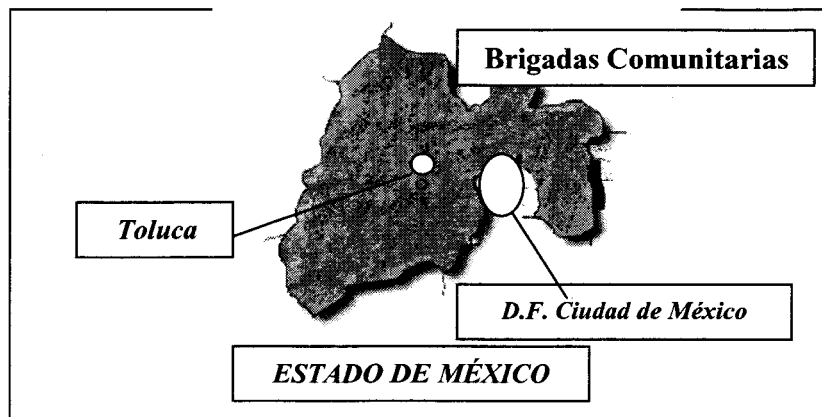 Brigadas Comunitarias
Toluca
D.F. Ciudad de México
ESTADO DE MÉXICO